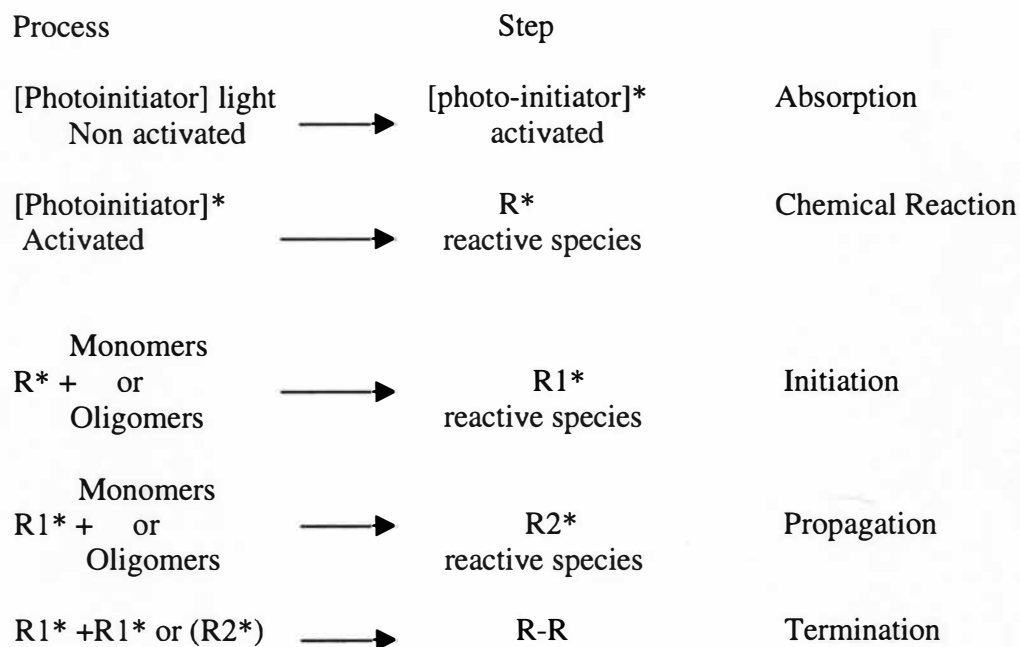 Process Step
[Photoinitiator] light [photo-initiator]* Absorption
Non activated activated
[Photoinitiator]* R* Chemical Reaction
Activated reactive species
Monomers
R* + or R1* Initiation
Oligomers reactive species
Monomers
R1* + or R2* Propagation
Oligomers reactive species
R1* +R1* or (R2*) R-R Termination